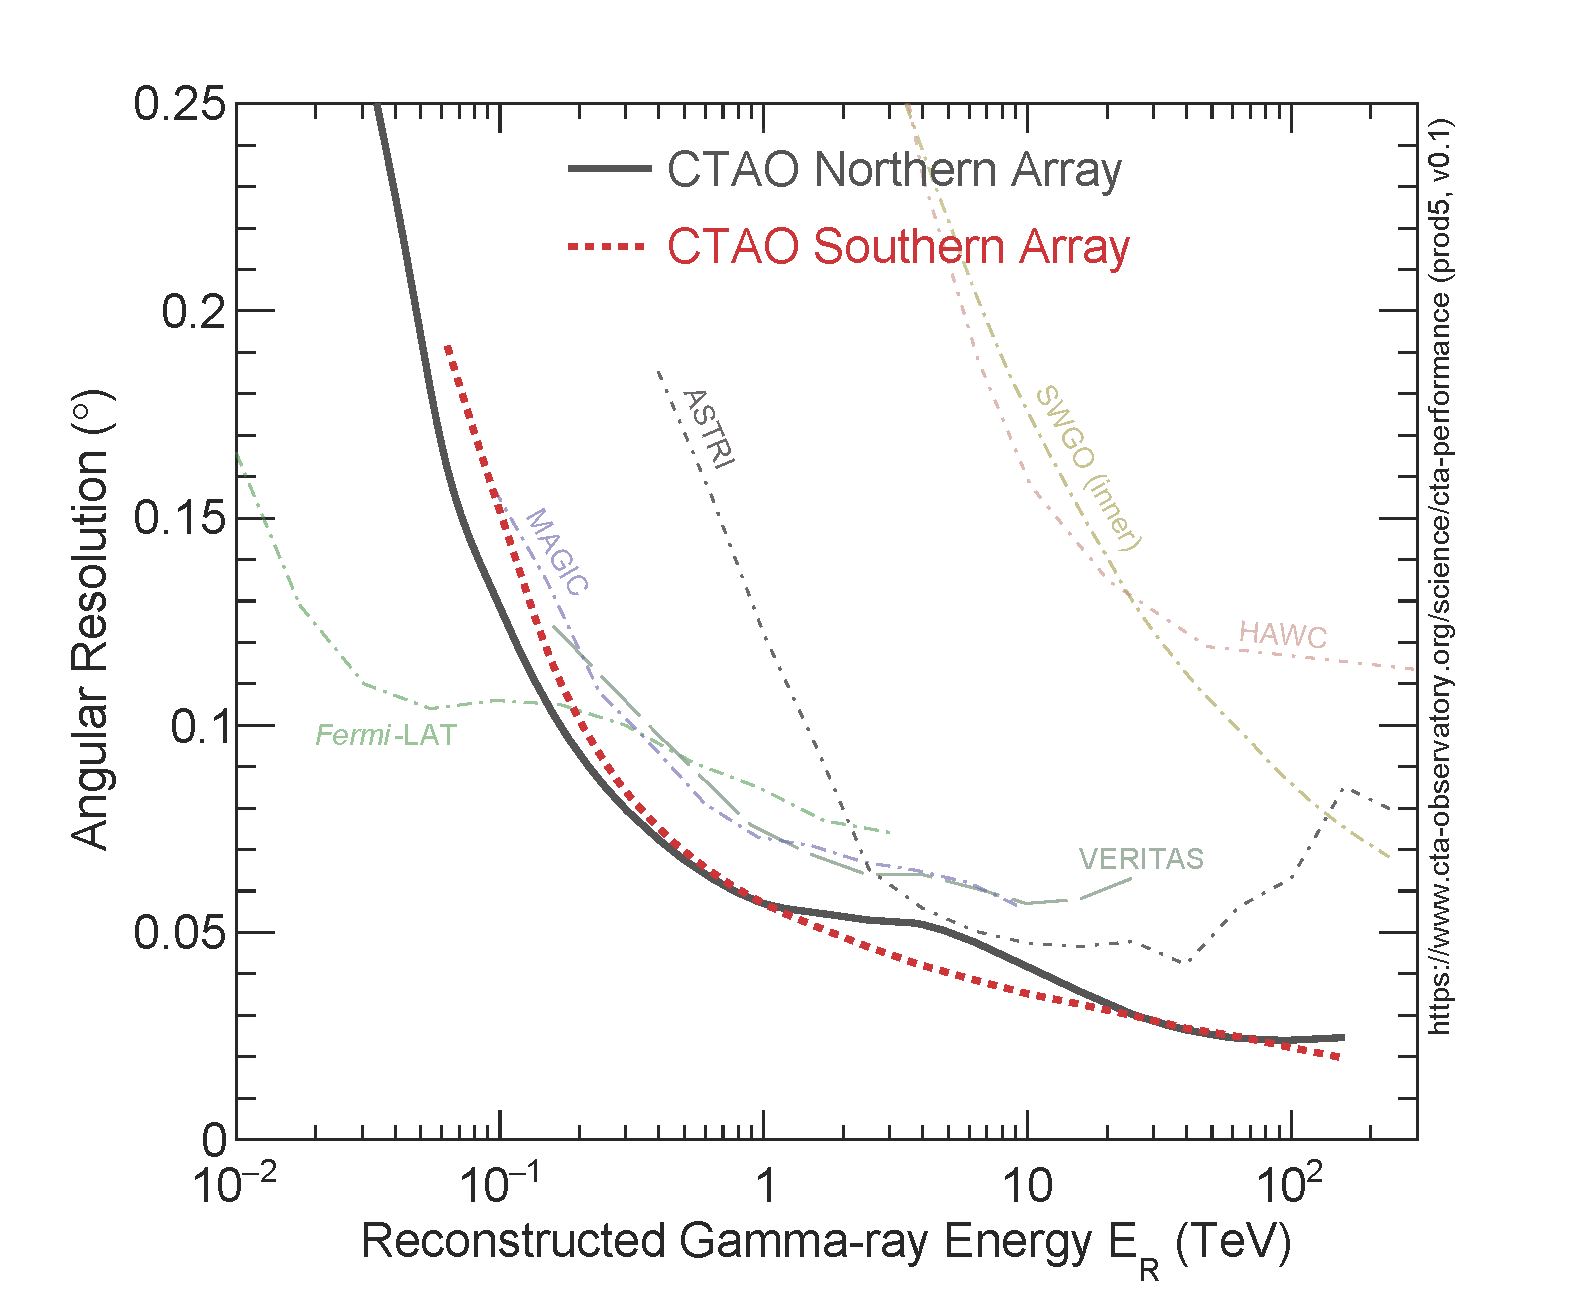 0.25
0.2
0.15
0.1
0.05
0
Angular Resolution (°)
CTAO Northern Array
CTAO Southern Array
ASTRI
SWGO (inner)
MAGIC
HAWC
Fermi-LAT
VERITAS
10⁻² 10⁻¹ 1 10 10²
Reconstructed Gamma-ray Energy E_R (TeV)
https://www.cta-observatory.org/science/cta-performance (prod5, v0.1)